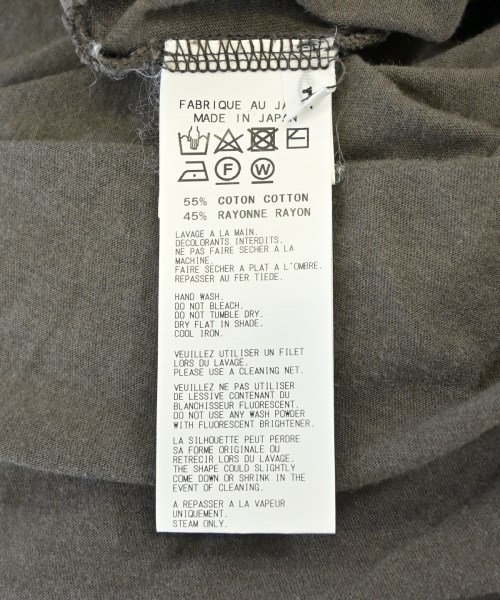 FABRIQUE AU JAPON
MADE IN JAPAN
F W
55% COTON COTTON
45% RAYONNE RAYON
LAVAGE A LA MAIN.
DECOLORANTS INTERDITS.
NE PAS FAIRE SECHER A LA
MACHINE.
FAIRE SECHER A PLAT A L'OMBRE.
REPASSER AU FER TIEDE.
HAND WASH.
DO NOT BLEACH.
DO NOT TUMBLE DRY.
DRY FLAT IN SHADE.
COOL IRON.
VEUILLEZ UTILISER UN FILET
LORS DU LAVAGE.
PLEASE USE A CLEANING NET.
VEUILLEZ NE PAS UTILISER
DE LESSIVE CONTENANT DU
BLANCHISSEUR FLUORESCENT.
DO NOT USE ANY WASH POWDER
WITH FLUORESCENT BRIGHTENER.
LA SILHOUETTE PEUT PERDRE
SA FORME ORIGINALE OU
RETRECIR LORS DU LAVAGE.
THE SHAPE COULD SLIGHTLY
COME DOWN OR SHRINK IN THE
EVENT OF CLEANING.
A REPASSER A LA VAPEUR
UNIQUEMENT.
STEAM ONLY.